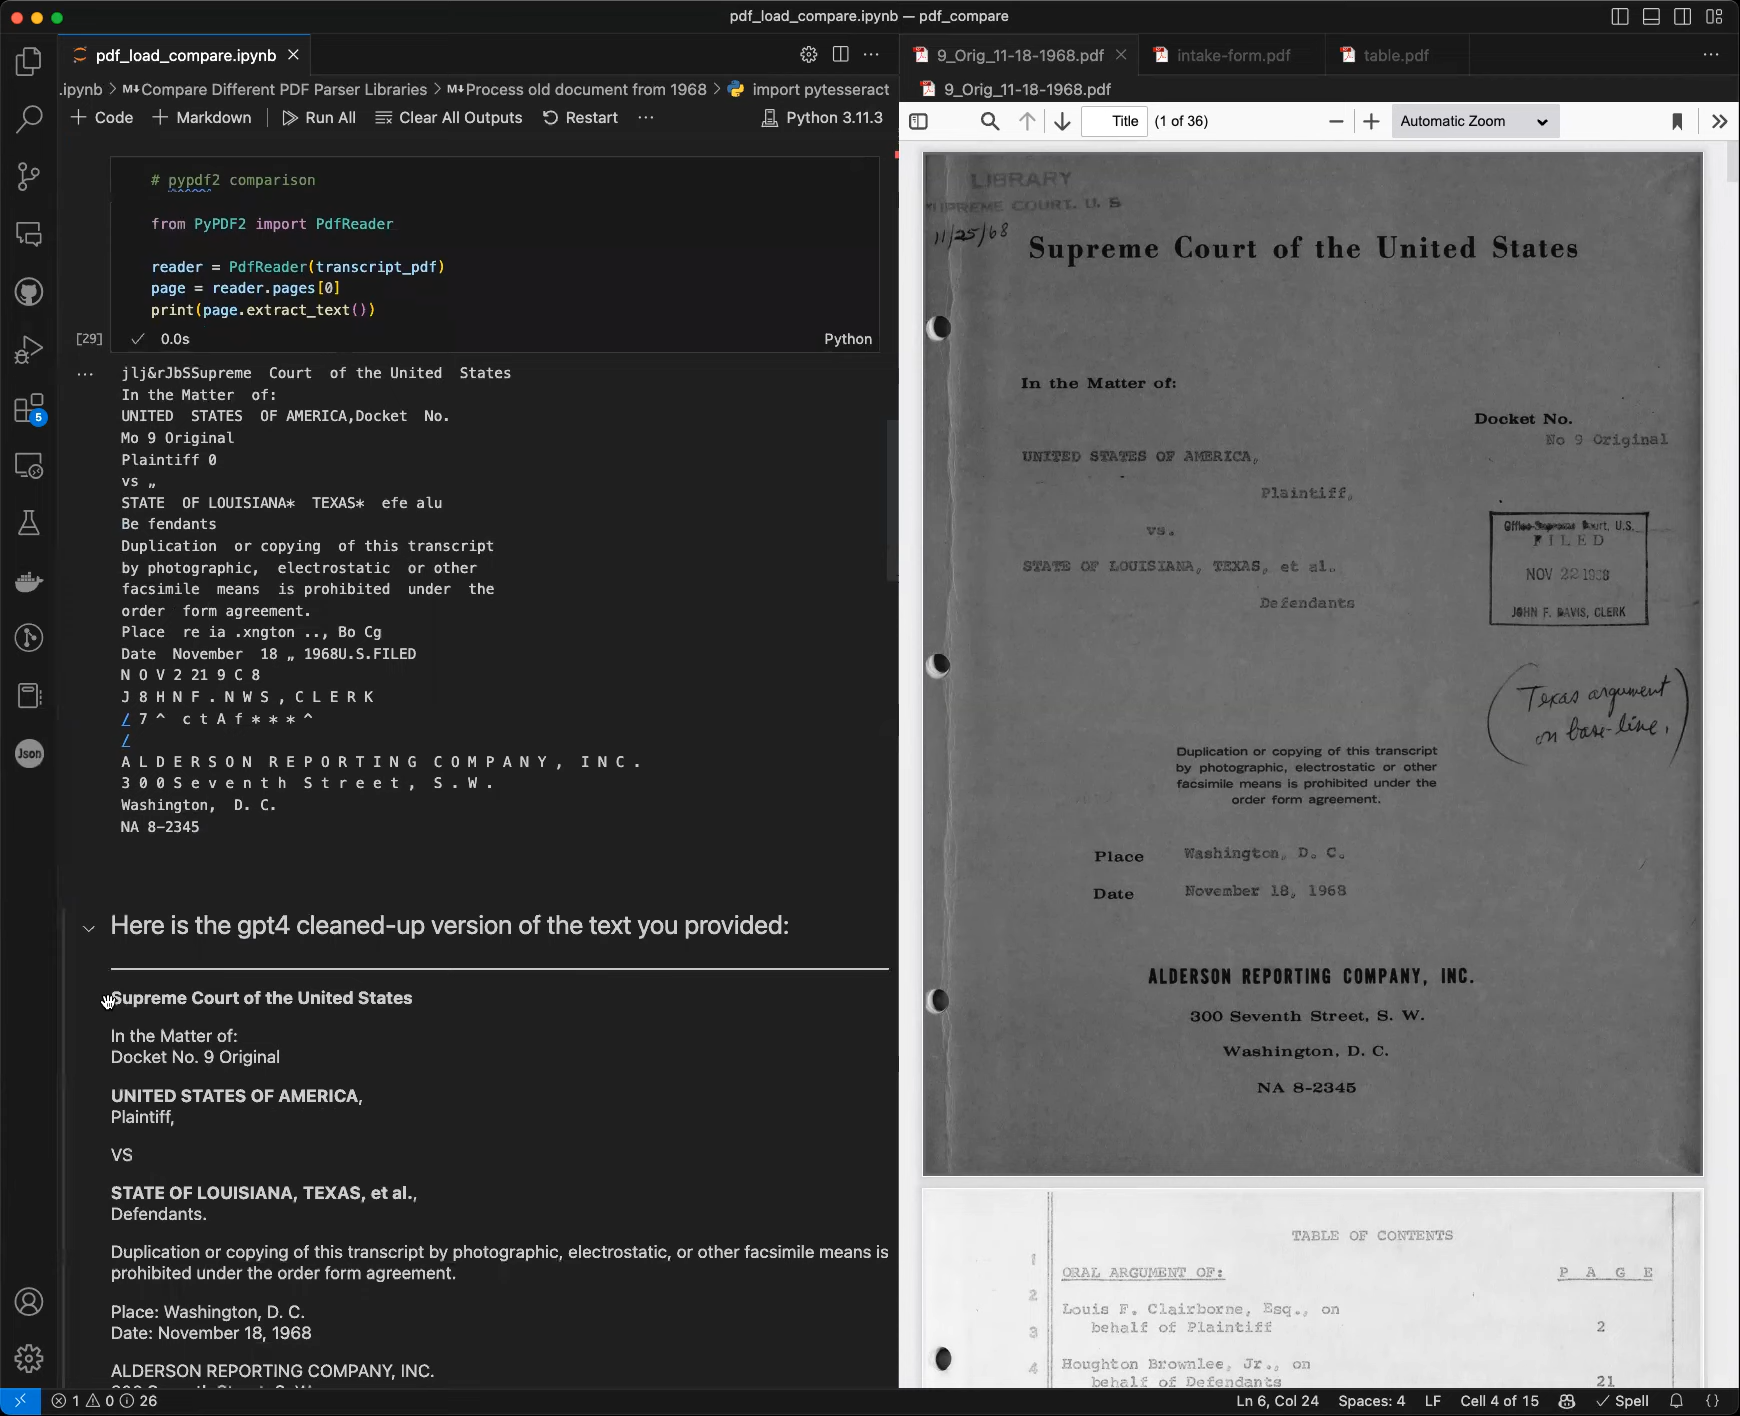 pdf_load_compare.ipynb — pdf_compare
pdf_load_compare.ipynb
.ipynb > M↓Compare Different PDF Parser Libraries > M↓Process old document from 1968 > import pytesseract
+ Code + Markdown Run All Clear All Outputs Restart ··· Python 3.11.3
# pypdf2 comparison
from PyPDF2 import PdfReader
reader = PdfReader(transcript_pdf)
page = reader.pages[0]
print(page.extract_text())
[29] 0.0s Python
jlj&rJbSSupreme Court of the United States
In the Matter of:
UNITED STATES OF AMERICA,Docket No.
Mo 9 Original
Plaintiff 0
vs „
STATE OF LOUISIANA* TEXAS* efe alu
Be fendants
Duplication or copying of this transcript
by photographic, electrostatic or other
facsimile means is prohibited under the
order form agreement.
Place re ia .xngton .., Bo Cg
Date November 18 „ 1968U.S.FILED
N O V 2 21 9 C 8
J 8 H N F . N W S , C L E R K
/ 7 ^ c t A f * * * ^
/
A L D E R S O N R E P O R T I N G C O M P A N Y , I N C .
3 0 0 S e v e n t h S t r e e t , S . W .
Washington, D. C.
NA 8-2345
Here is the gpt4 cleaned-up version of the text you provided:
Supreme Court of the United States
In the Matter of:
Docket No. 9 Original
UNITED STATES OF AMERICA,
Plaintiff,
VS
STATE OF LOUISIANA, TEXAS, et al.,
Defendants.
Duplication or copying of this transcript by photographic, electrostatic, or other facsimile means is
prohibited under the order form agreement.
Place: Washington, D. C.
Date: November 18, 1968
ALDERSON REPORTING COMPANY, INC.
5
Json
9_Orig_11-18-1968.pdf intake-form.pdf table.pdf
9_Orig_11-18-1968.pdf
Title (1 of 36) Automatic Zoom
LIBRARY
SUPREME COURT, U. S
11/25/68
Supreme Court of the United States
In the Matter of:
Docket No.
No 9 Original
UNITED STATES OF AMERICA,
Plaintiff,
vs.
STATE OF LOUISIANA, TEXAS, et al.
Defendants
Office-Supreme Court, U.S.
FILED
NOV 22 1968
JOHN F. DAVIS, CLERK
Texas argument
on base-line.
Duplication or copying of this transcript
by photographic, electrostatic or other
facsimile means is prohibited under the
order form agreement.
Place Washington, D. C.
Date November 18, 1968
ALDERSON REPORTING COMPANY, INC.
300 Seventh Street, S. W.
Washington, D. C.
NA 8-2345
TABLE OF CONTENTS
1 ORAL ARGUMENT OF: P A G E
2 Louis F. Clairborne, Esq., on
3 behalf of Plaintiff 2
4 Houghton Brownlee, Jr., on
behalf of Defendants 21
1 0 26 Ln 6, Col 24 Spaces: 4 LF Cell 4 of 15 Spell